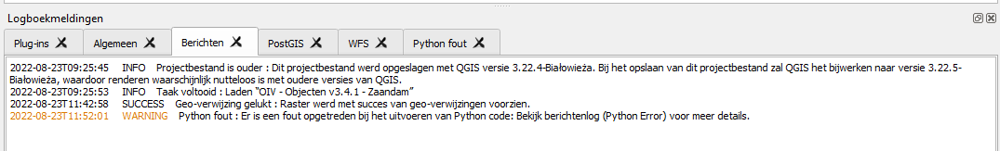 Logboekmeldingen
Plug-ins Algemeen Berichten PostGIS WFS Python fout
2022-08-23T09:25:45 INFO Projectbestand is ouder : Dit projectbestand werd opgeslagen met QGIS versie 3.22.4-Białowieża. Bij het opslaan van dit projectbestand zal QGIS het bijwerken naar versie 3.22.5-
Białowieża, waardoor renderen waarschijnlijk nutteloos is met oudere versies van QGIS.
2022-08-23T09:25:53 INFO Taak voltooid : Laden “OIV - Objecten v3.4.1 - Zaandam”
2022-08-23T11:42:58 SUCCESS Geo-verwijzing gelukt : Raster werd met succes van geo-verwijzingen voorzien.
2022-08-23T11:52:01 WARNING Python fout : Er is een fout opgetreden bij het uitvoeren van Python code: Bekijk berichtenlog (Python Error) voor meer details.